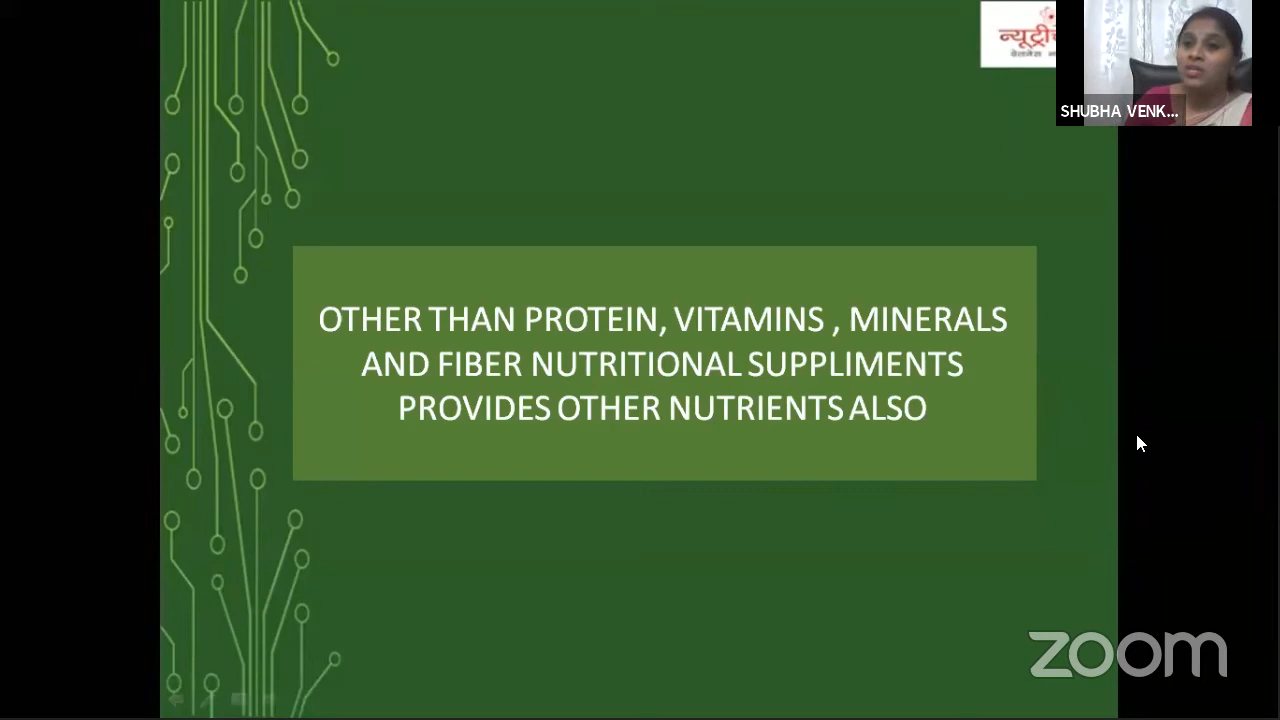 न्यूट्री
OTHER THAN PROTEIN, VITAMINS , MINERALS
AND FIBER NUTRITIONAL SUPPLIMENTS
PROVIDES OTHER NUTRIENTS ALSO
SHUBHA VENK...
zoom